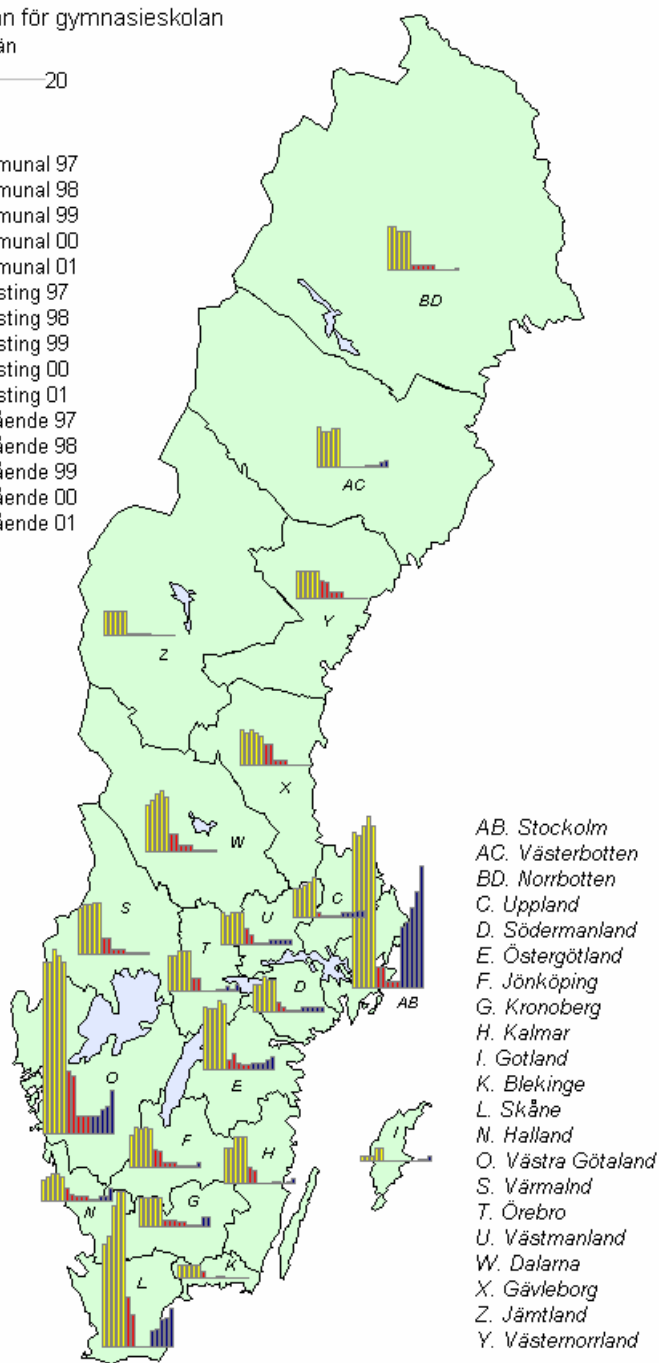 an för gymnasieskolan
än
20
munal 97
munal 98
munal 99
munal 00
munal 01
sting 97
sting 98
sting 99
sting 00
sting 01
ående 97
ående 98
ående 99
ående 00
ående 01
BD
AC
Y
Z
X
W
S
U
C
T
D
AB
E
O
F
H
I
G
N
K
L
AB. Stockolm
AC. Västerbotten
BD. Norrbotten
C. Uppland
D. Södermanland
E. Östergötland
F. Jönköping
G. Kronoberg
H. Kalmar
I. Gotland
K. Blekinge
L. Skåne
N. Halland
O. Västra Götaland
S. Värmalnd
T. Örebro
U. Västmanland
W. Dalarna
X. Gävleborg
Z. Jämtland
Y. Västernorrland